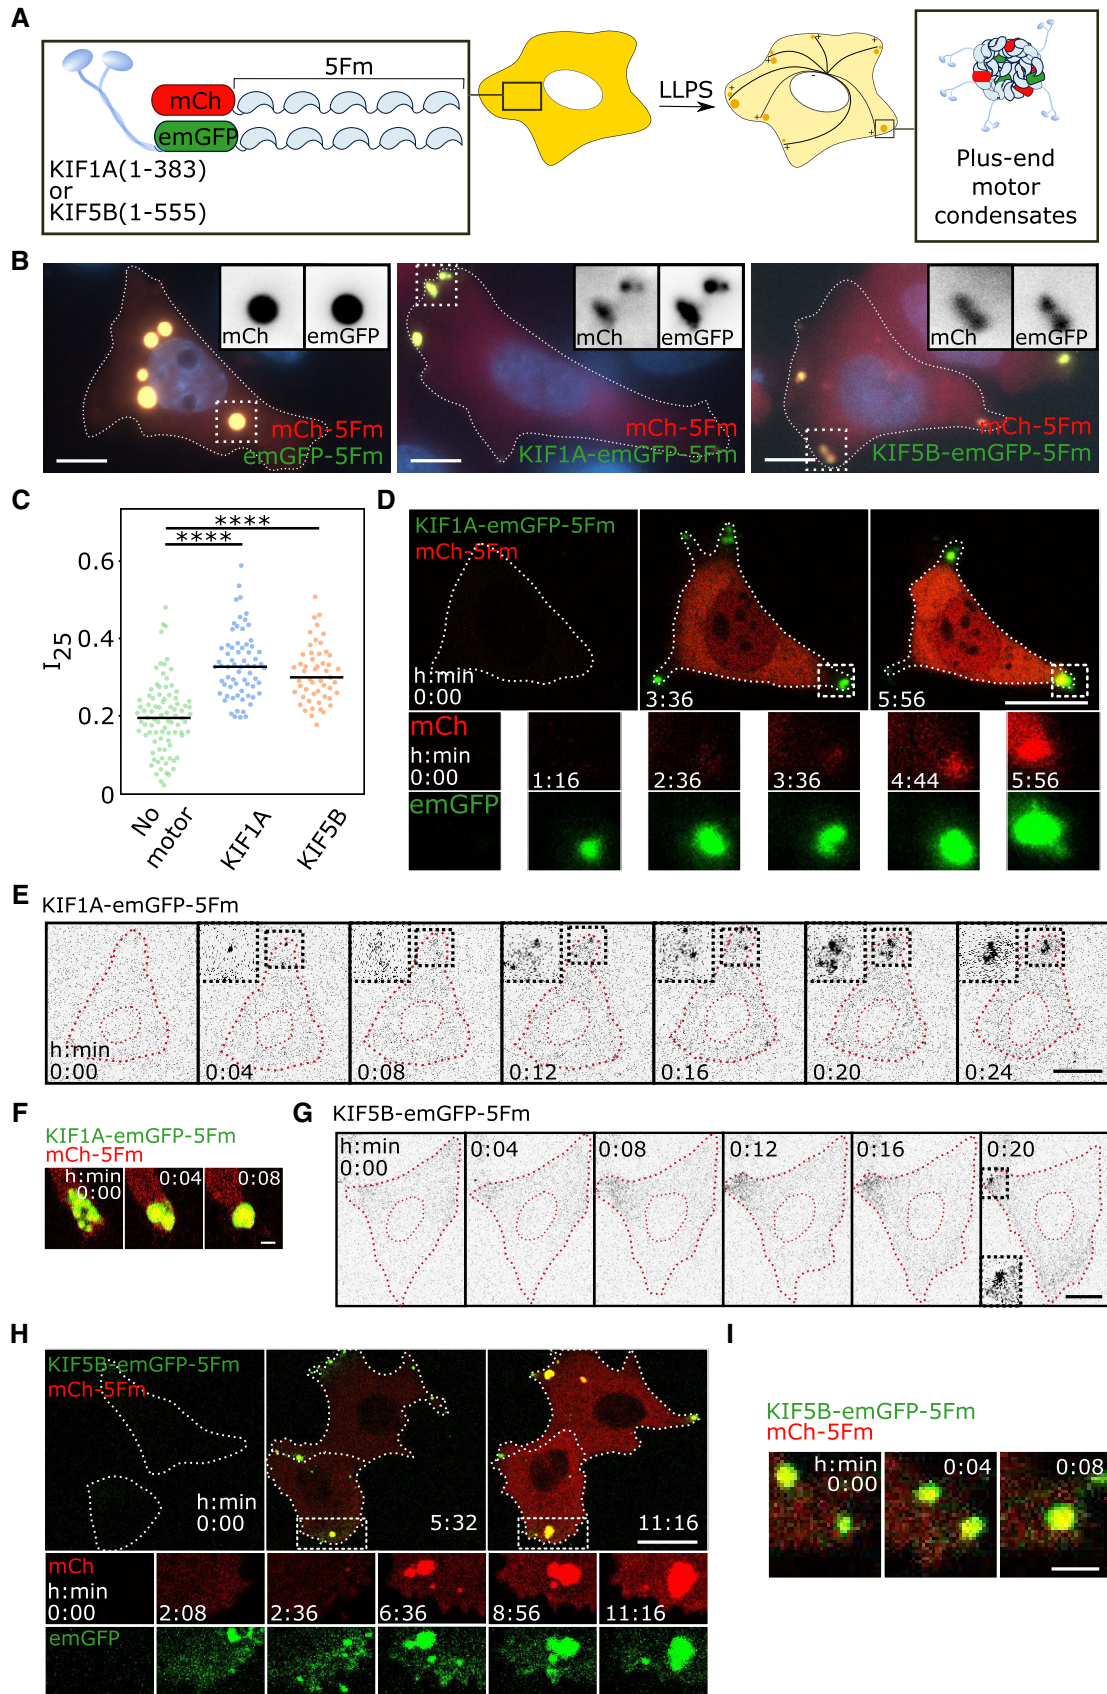 A
5Fm
mCh
emGFP
KIF1A(1-383)
or
KIF5B(1-555)
LLPS
+
+
+
+
+
+
-
Plus-end
motor
condensates
B
mCh
emGFP
mCh-5Fm
emGFP-5Fm
mCh
emGFP
mCh-5Fm
KIF1A-emGFP-5Fm
mCh
emGFP
mCh-5Fm
KIF5B-emGFP-5Fm
C
****
****
I25
0.6
0.4
0.2
0
No
motor
KIF1A
KIF5B
D
KIF1A-emGFP-5Fm
mCh-5Fm
h:min
0:00
3:36
5:56
mCh
h:min
0:00
1:16
2:36
3:36
4:44
5:56
emGFP
E
KIF1A-emGFP-5Fm
h:min
0:00
0:04
0:08
0:12
0:16
0:20
0:24
F
KIF1A-emGFP-5Fm
mCh-5Fm
h:min
0:00
0:04
0:08
G
KIF5B-emGFP-5Fm
h:min
0:00
0:04
0:08
0:12
0:16
0:20
H
KIF5B-emGFP-5Fm
mCh-5Fm
h:min
0:00
5:32
11:16
mCh
h:min
0:00
2:08
2:36
6:36
8:56
11:16
emGFP
I
KIF5B-emGFP-5Fm
mCh-5Fm
h:min
0:00
0:04
0:08